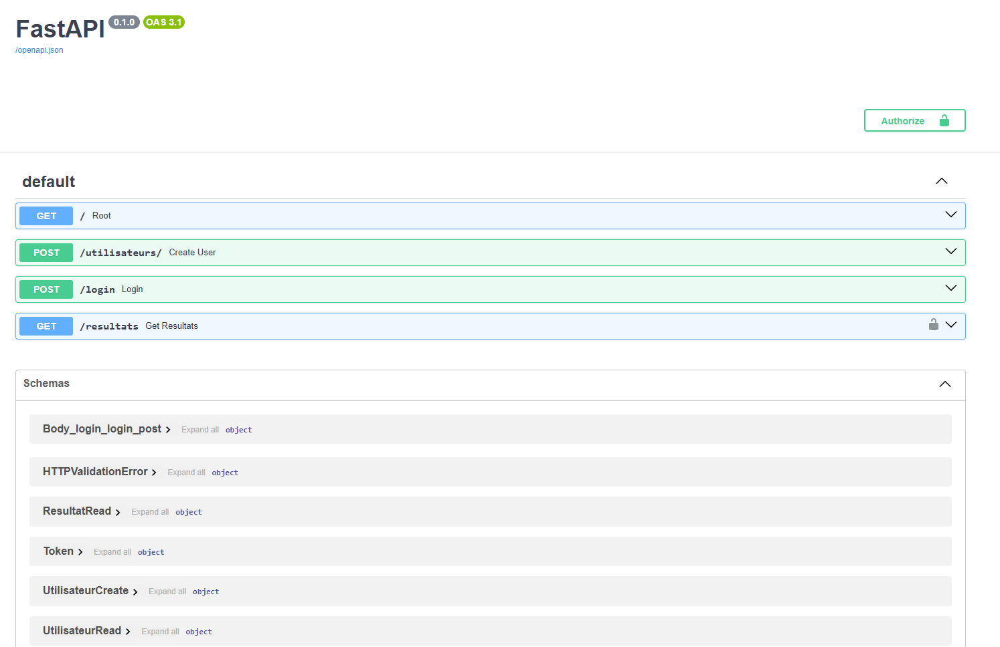 FastAPI 0.1.0 OAS 3.1
/openapi.json
Authorize
default
GET / Root
POST /utilisateurs/ Create User
POST /login Login
GET /resultats Get Resultats
Schemas
Body_login_login_post Expand all object
HTTPValidationError Expand all object
ResultatRead Expand all object
Token Expand all object
UtilisateurCreate Expand all object
UtilisateurRead Expand all object